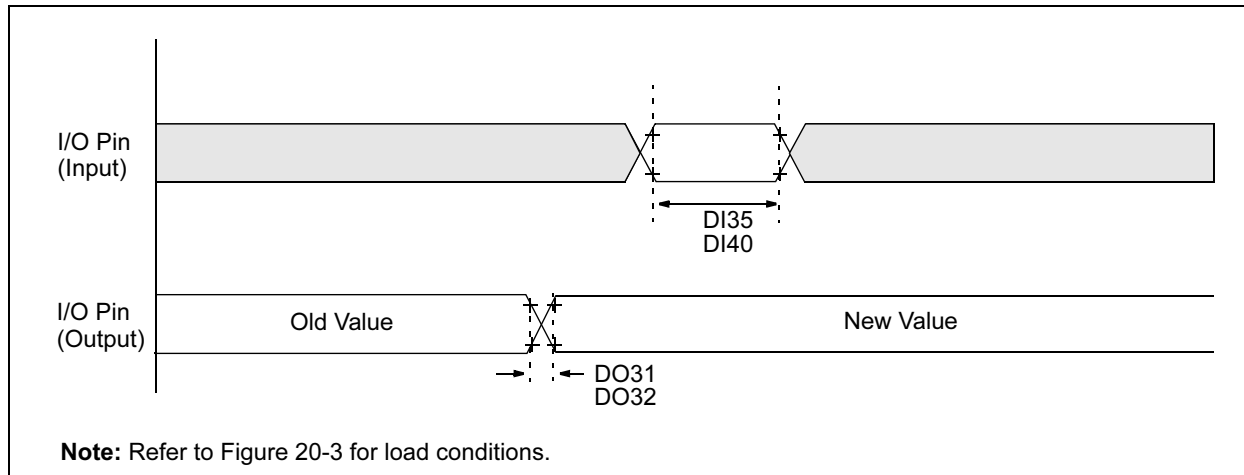 I/O Pin
(Input)
DI35
DI40
I/O Pin
(Output)
Old Value
New Value
DO31
DO32
Note: Refer to Figure 20-3 for load conditions.